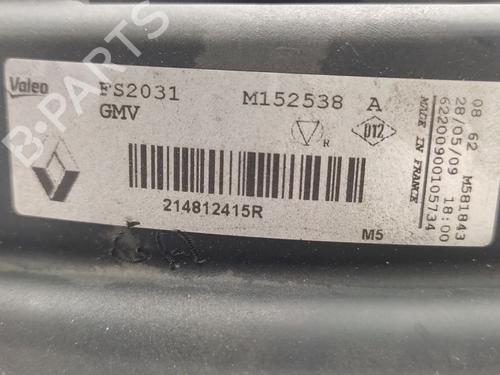 B-PARTS
Valeo FS2031 M152538 A
GMV
R
D12
214812415R
M5
08 62 M581843
28/05/09 18:00
62200900105734
MADE IN FRANCE